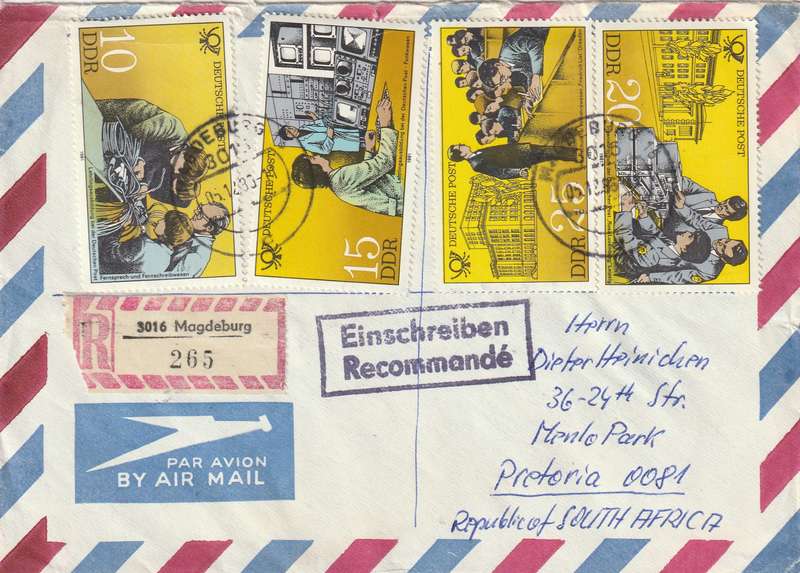 10
DDR
DEUTSCHE POST
Fernsprech- und Fernschreibwesen
15
DDR
DEUTSCHE POST
DEUTSCHE POST
25
DDR
DDR
20
DEUTSCHE POST
3016 Magdeburg
R
265
Einschreiben
Recommandé
PAR AVION
BY AIR MAIL
Herrn
Dieter Heinichen
36-24th Str.
Menlo Park
Pretoria 0081
Republic of SOUTH AFRICA